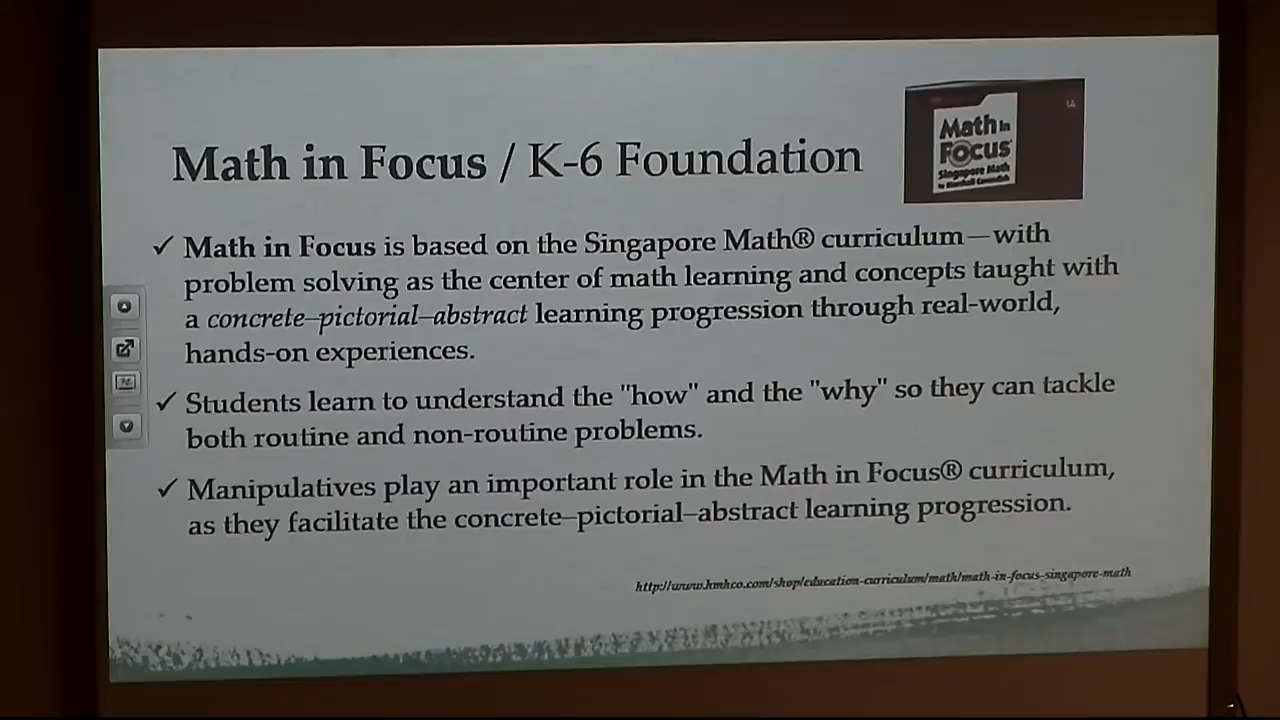 Math in Focus / K-6 Foundation
1A
Math in
Focus
Singapore Math
by Marshall Cavendish
✓ Math in Focus is based on the Singapore Math® curriculum—with
problem solving as the center of math learning and concepts taught with
a concrete–pictorial–abstract learning progression through real-world,
hands-on experiences.
✓ Students learn to understand the "how" and the "why" so they can tackle
both routine and non-routine problems.
✓ Manipulatives play an important role in the Math in Focus® curriculum,
as they facilitate the concrete–pictorial–abstract learning progression.
http://www.hmhco.com/shop/education-curriculum/math/math-in-focus-singapore-math